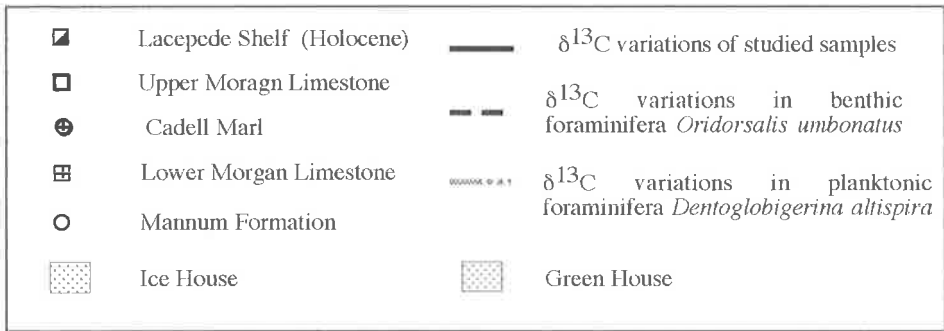 Lacepede Shelf (Holocene)
Upper Moragn Limestone
Cadell Marl
Lower Morgan Limestone
Mannum Formation
Ice House
δ13C variations of studied samples
δ13C variations in benthic
foraminifera Oridorsalis umbonatus
δ13C variations in planktonic
foraminifera Dentoglobigerina altispira
Green House